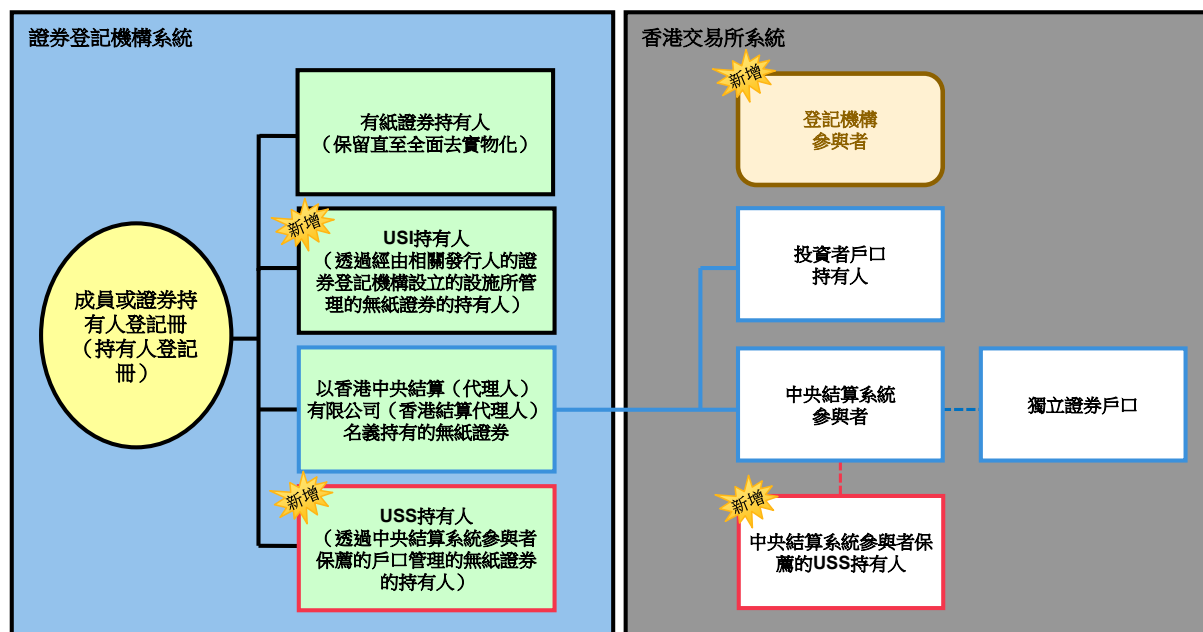 證券登記機構系統
成員或證券持
有人登記冊
（持有人登記
冊）
有紙證券持有人
（保留直至全面去實物化）
新增
USI持有人
（透過經由相關發行人的證
券登記機構設立的設施所管
理的無紙證券的持有人）
以香港中央結算（代理人）
有限公司（香港結算代理人）
名義持有的無紙證券
新增
USS持有人
（透過中央結算系統參與者
保薦的戶口管理的無紙證券
的持有人）
香港交易所系統
新增
登記機構
參與者
投資者戶口
持有人
中央結算系統
參與者
獨立證券戶口
新增
中央結算系統參與者保
薦的USS持有人